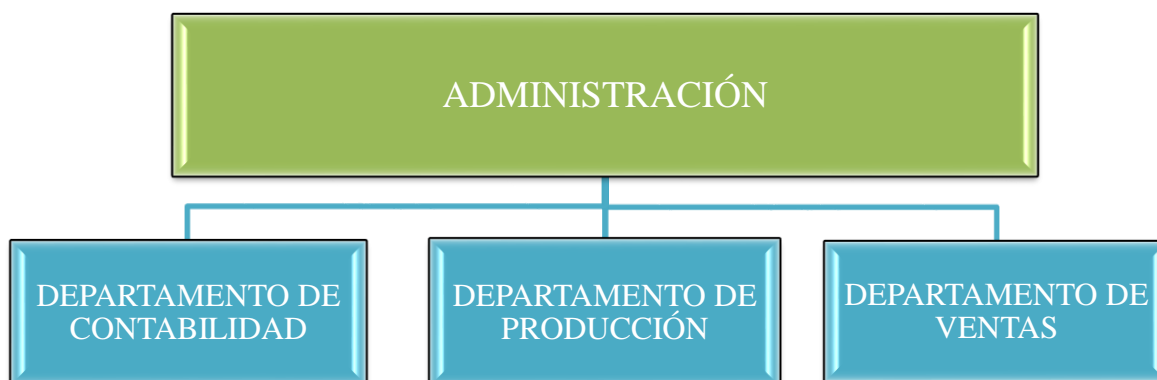 ADMINISTRACIÓN
DEPARTAMENTO DE
CONTABILIDAD
DEPARTAMENTO DE
PRODUCCIÓN
DEPARTAMENTO DE
VENTAS